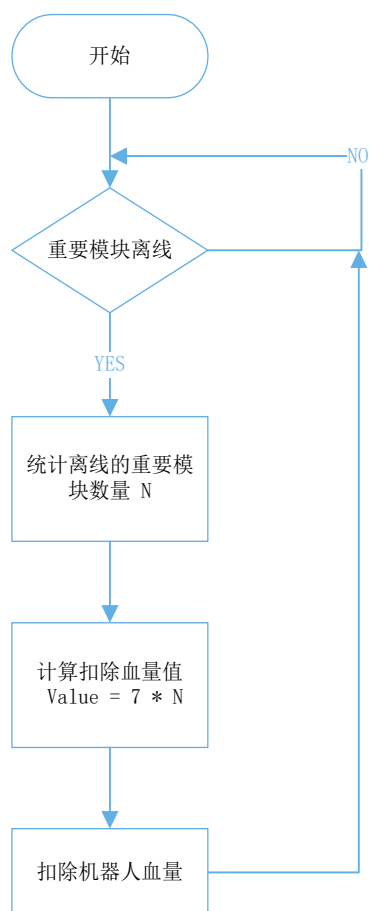 开始
NO
重要模块离线
YES
统计离线的重要模
块数量 N
计算扣除血量值
Value = 7 * N
扣除机器人血量